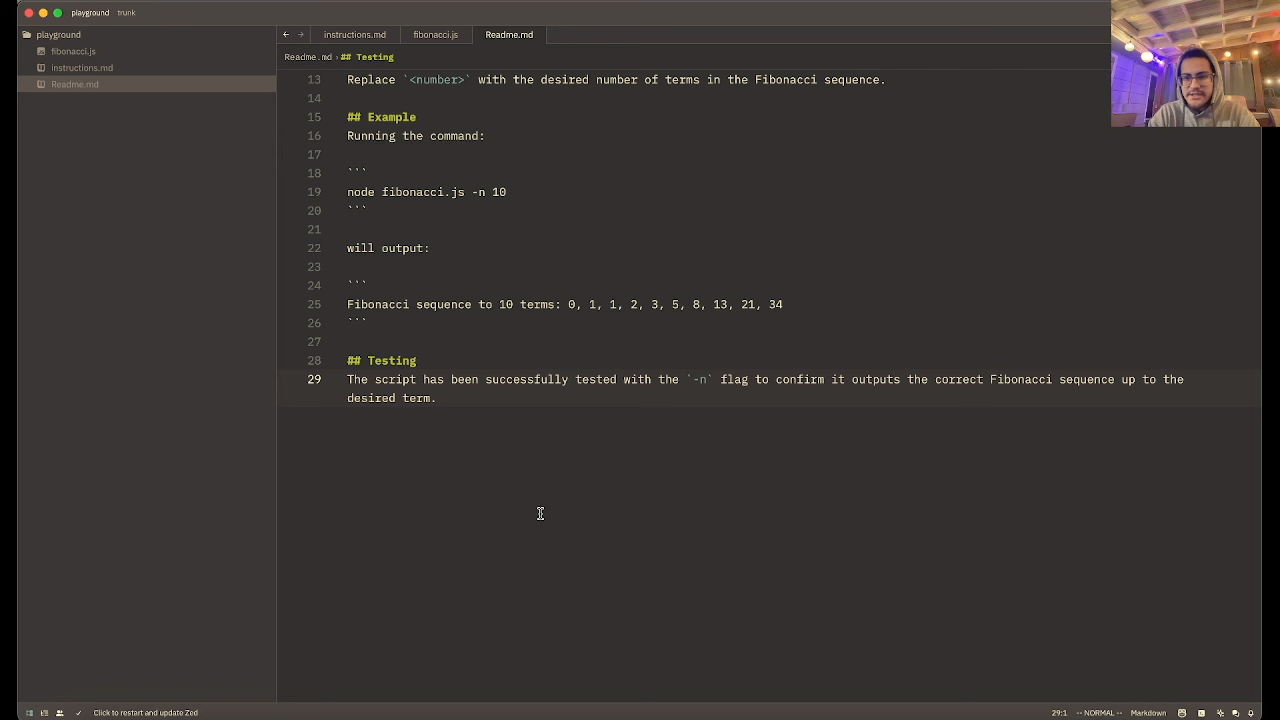 playground trunk
playground
fibonacci.js
instructions.md
Readme.md
← → instructions.md fibonacci.js Readme.md
Readme.md › ## Testing
13 Replace `<number>` with the desired number of terms in the Fibonacci sequence.
14
15 ## Example
16 Running the command:
17
18 ```
19 node fibonacci.js -n 10
20 ```
21
22 will output:
23
24 ```
25 Fibonacci sequence to 10 terms: 0, 1, 1, 2, 3, 5, 8, 13, 21, 34
26 ```
27
28 ## Testing
29 The script has been successfully tested with the `-n` flag to confirm it outputs the correct Fibonacci sequence up to the
desired term.
Click to restart and update Zed
29:1 -- NORMAL -- Markdown